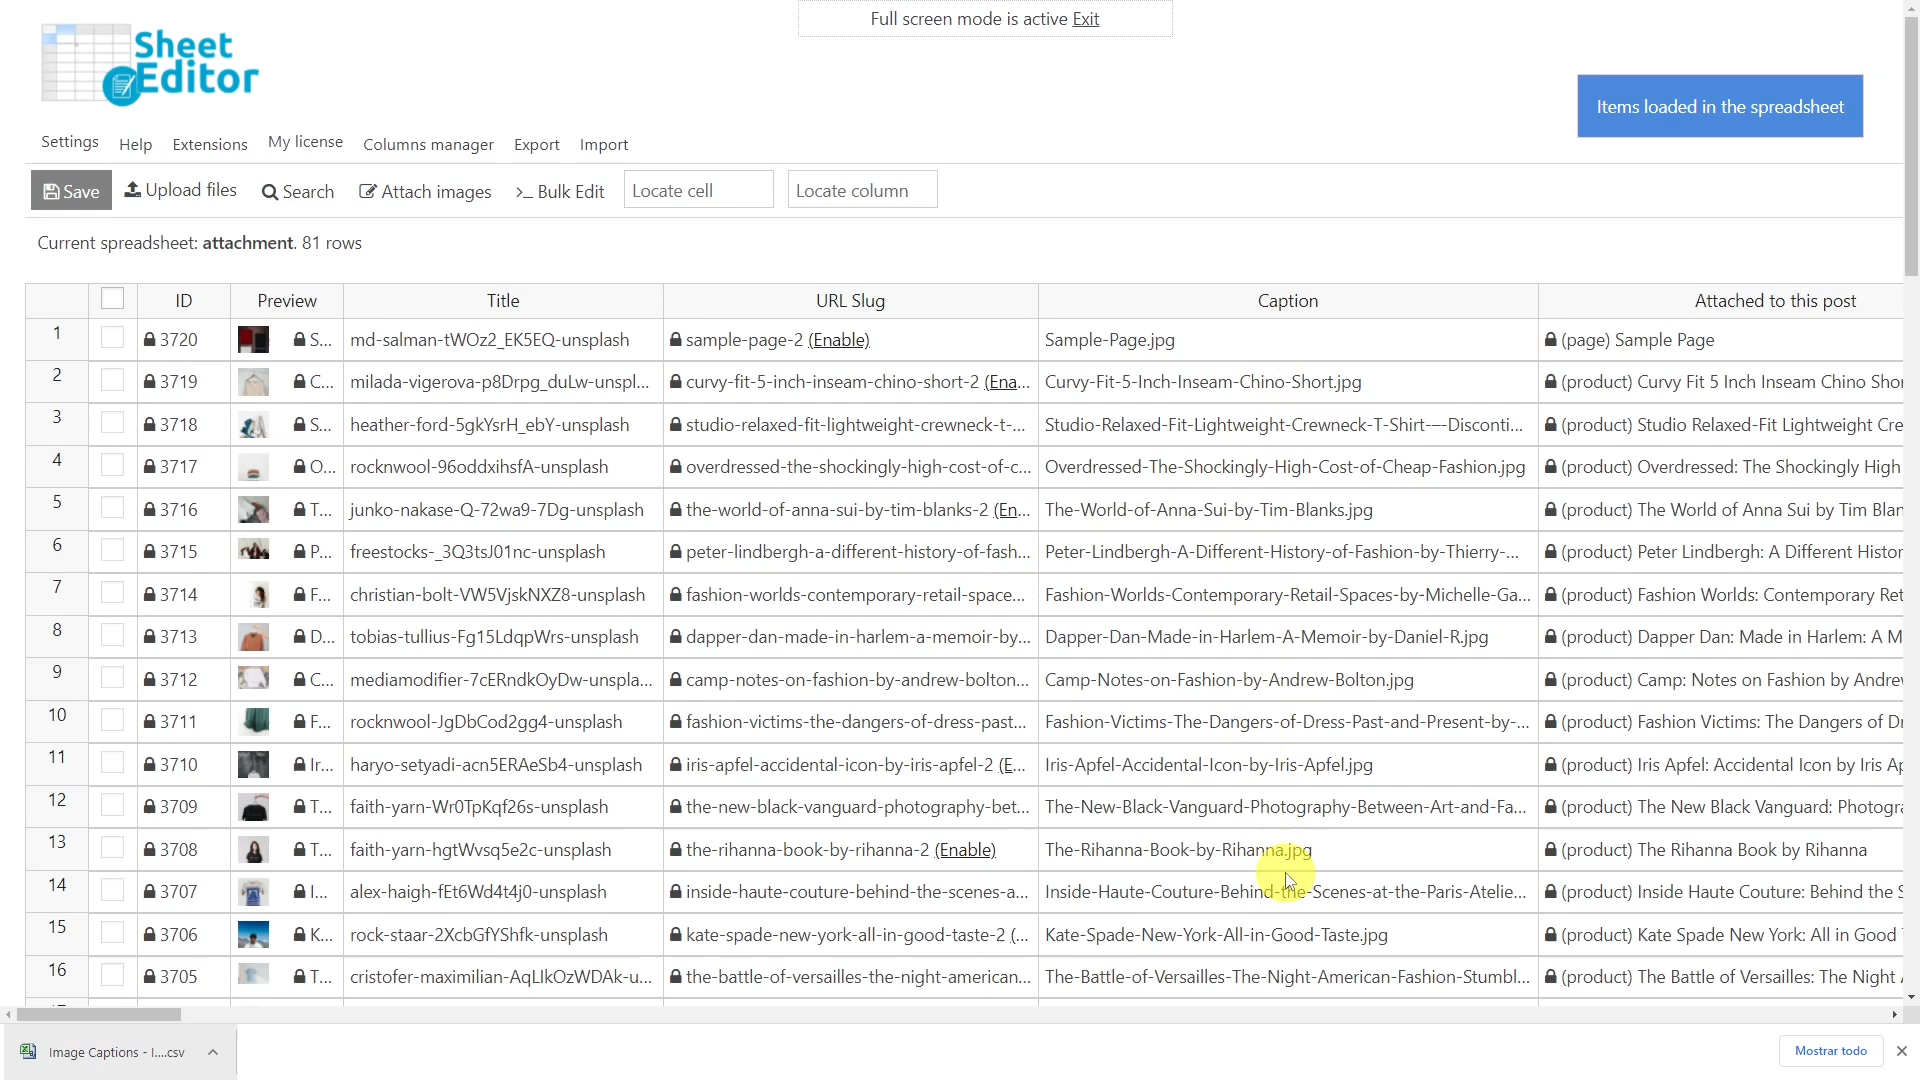 Full screen mode is active Exit
Sheet
Editor
Items loaded in the spreadsheet
Settings Help Extensions My license Columns manager Export Import
Save Upload files Search Attach images >_ Bulk Edit Locate cell Locate column
Current spreadsheet: attachment. 81 rows
ID Preview Title URL Slug Caption Attached to this post
1 3720 S... md-salman-tWOz2_EK5EQ-unsplash sample-page-2 (Enable) Sample-Page.jpg (page) Sample Page
2 3719 C... milada-vigerova-p8Drpg_duLw-unspl... curvy-fit-5-inch-inseam-chino-short-2 (Ena... Curvy-Fit-5-Inch-Inseam-Chino-Short.jpg (product) Curvy Fit 5 Inch Inseam Chino Shor
3 3718 S... heather-ford-5gkYsrH_ebY-unsplash studio-relaxed-fit-lightweight-crewneck-t-... Studio-Relaxed-Fit-Lightweight-Crewneck-T-Shirt-–-Disconti... (product) Studio Relaxed-Fit Lightweight Cre
4 3717 O... rocknwool-96oddxihsfA-unsplash overdressed-the-shockingly-high-cost-of-c... Overdressed-The-Shockingly-High-Cost-of-Cheap-Fashion.jpg (product) Overdressed: The Shockingly High
5 3716 T... junko-nakase-Q-72wa9-7Dg-unsplash the-world-of-anna-sui-by-tim-blanks-2 (En... The-World-of-Anna-Sui-by-Tim-Blanks.jpg (product) The World of Anna Sui by Tim Blan
6 3715 P... freestocks-_3Q3tsJ01nc-unsplash peter-lindbergh-a-different-history-of-fash... Peter-Lindbergh-A-Different-History-of-Fashion-by-Thierry-... (product) Peter Lindbergh: A Different Histor
7 3714 F... christian-bolt-VW5VjskNXZ8-unsplash fashion-worlds-contemporary-retail-space... Fashion-Worlds-Contemporary-Retail-Spaces-by-Michelle-Ga... (product) Fashion Worlds: Contemporary Ret
8 3713 D... tobias-tullius-Fg15LdqpWrs-unsplash dapper-dan-made-in-harlem-a-memoir-by... Dapper-Dan-Made-in-Harlem-A-Memoir-by-Daniel-R.jpg (product) Dapper Dan: Made in Harlem: A M
9 3712 C... mediamodifier-7cERndkOyDw-unspla... camp-notes-on-fashion-by-andrew-bolton... Camp-Notes-on-Fashion-by-Andrew-Bolton.jpg (product) Camp: Notes on Fashion by Andrew
10 3711 F... rocknwool-JgDbCod2gg4-unsplash fashion-victims-the-dangers-of-dress-past... Fashion-Victims-The-Dangers-of-Dress-Past-and-Present-by-... (product) Fashion Victims: The Dangers of Dr
11 3710 Ir... haryo-setyadi-acn5ERAeSb4-unsplash iris-apfel-accidental-icon-by-iris-apfel-2 (E... Iris-Apfel-Accidental-Icon-by-Iris-Apfel.jpg (product) Iris Apfel: Accidental Icon by Iris Ap
12 3709 T... faith-yarn-Wr0TpKqf26s-unsplash the-new-black-vanguard-photography-bet... The-New-Black-Vanguard-Photography-Between-Art-and-Fa... (product) The New Black Vanguard: Photogra
13 3708 T... faith-yarn-hgtWvsq5e2c-unsplash the-rihanna-book-by-rihanna-2 (Enable) The-Rihanna-Book-by-Rihanna.jpg (product) The Rihanna Book by Rihanna
14 3707 I... alex-haigh-fEt6Wd4t4j0-unsplash inside-haute-couture-behind-the-scenes-a... Inside-Haute-Couture-Behind-the-Scenes-at-the-Paris-Atelie... (product) Inside Haute Couture: Behind the S
15 3706 K... rock-staar-2XcbGfYShfk-unsplash kate-spade-new-york-all-in-good-taste-2 (... Kate-Spade-New-York-All-in-Good-Taste.jpg (product) Kate Spade New York: All in Good T
16 3705 T... cristofer-maximilian-AqLIkOzWDAk-u... the-battle-of-versailles-the-night-american... The-Battle-of-Versailles-The-Night-American-Fashion-Stumbl... (product) The Battle of Versailles: The Night A
Image Captions - I....csv Mostrar todo